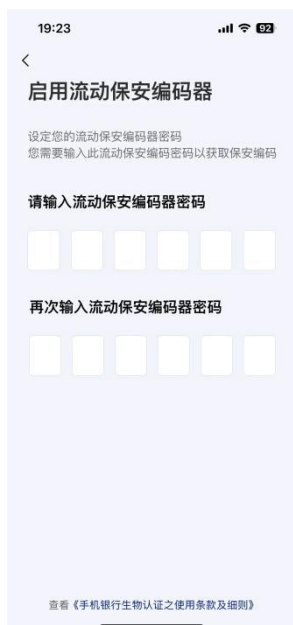 19:23
92
启用流动保安编码器
设定您的流动保安编码器密码
您需要输入此流动保安编码密码以获取保安编码
请输入流动保安编码器密码
再次输入流动保安编码器密码
查看《手机银行生物认证之使用条款及细则》